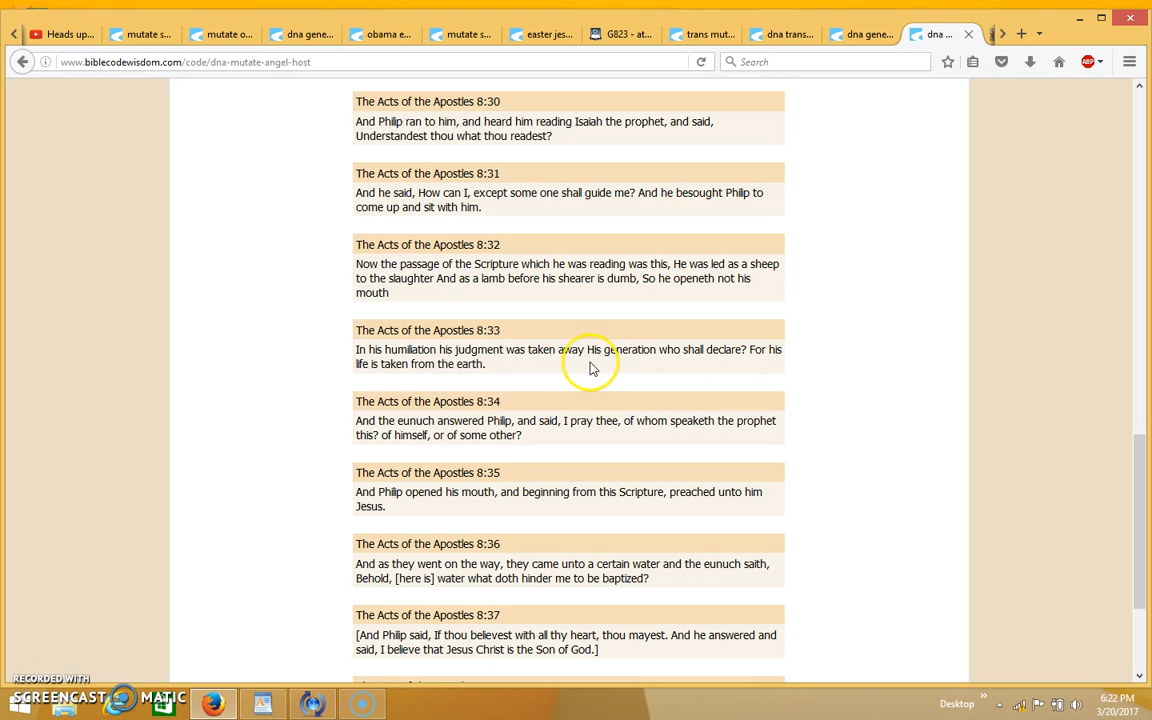 Heads up...
mutate s...
mutate o...
dna gene...
obama e...
mutate s...
easter jes...
G823 - at...
trans mut...
dna trans...
dna gene...
dna ...
www.biblecodewisdom.com/code/dna-mutate-angel-host
Search
ABP
The Acts of the Apostles 8:30
And Philip ran to him, and heard him reading Isaiah the prophet, and said,
Understandest thou what thou readest?
The Acts of the Apostles 8:31
And he said, How can I, except some one shall guide me? And he besought Philip to
come up and sit with him.
The Acts of the Apostles 8:32
Now the passage of the Scripture which he was reading was this, He was led as a sheep
to the slaughter And as a lamb before his shearer is dumb, So he openeth not his
mouth
The Acts of the Apostles 8:33
In his humiliation his judgment was taken away His generation who shall declare? For his
life is taken from the earth.
The Acts of the Apostles 8:34
And the eunuch answered Philip, and said, I pray thee, of whom speaketh the prophet
this? of himself, or of some other?
The Acts of the Apostles 8:35
And Philip opened his mouth, and beginning from this Scripture, preached unto him
Jesus.
The Acts of the Apostles 8:36
And as they went on the way, they came unto a certain water and the eunuch saith,
Behold, [here is] water what doth hinder me to be baptized?
The Acts of the Apostles 8:37
[And Philip said, If thou believest with all thy heart, thou mayest. And he answered and
said, I believe that Jesus Christ is the Son of God.]
RECORDED WITH
SCREENCAST MATIC
Desktop
6:22 PM
3/20/2017